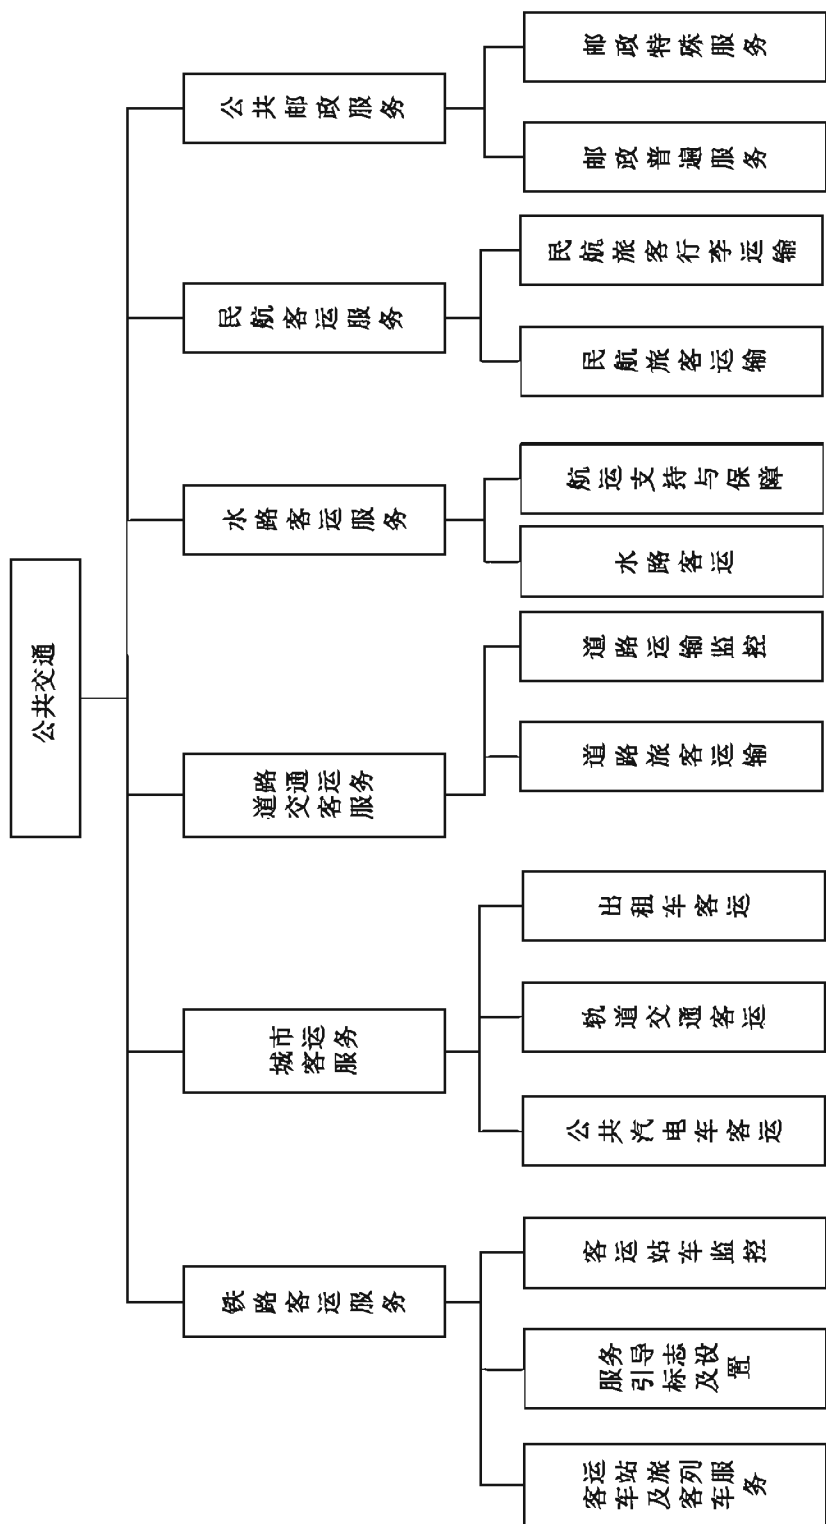 公共交通
铁路客运服务
城市
客运
服务
道路
交通
客运
服务
水路客运服务
民航客运服务
公共邮政服务
客运
车站
及旅
客列
车服
务
服务
引导
标志
及设
置
客运站车监控
公共汽电车客运
轨道交通客运
出租车客运
道路旅客运输
道路运输监控
水路客运
航运支持与保障
民航旅客运输
民航旅客行李运输
邮政普遍服务
邮政特殊服务